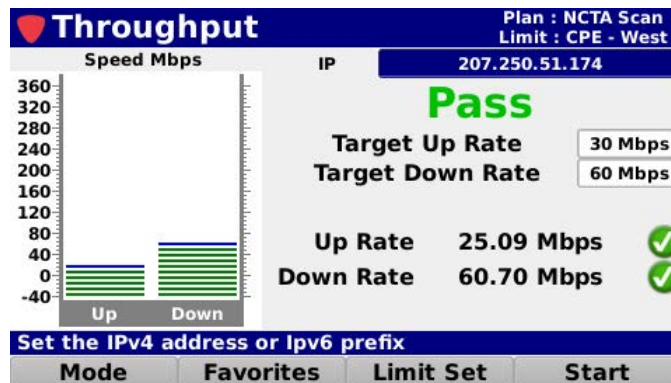 Throughput
Plan : NCTA Scan
Limit : CPE - West
Speed Mbps
IP
207.250.51.174
360
320
280
240
200
160
120
80
40
0
-40
Up
Down
Pass
Target Up Rate
30 Mbps
Target Down Rate
60 Mbps
Up Rate
25.09 Mbps
Down Rate
60.70 Mbps
Set the IPv4 address or Ipv6 prefix
Mode
Favorites
Limit Set
Start